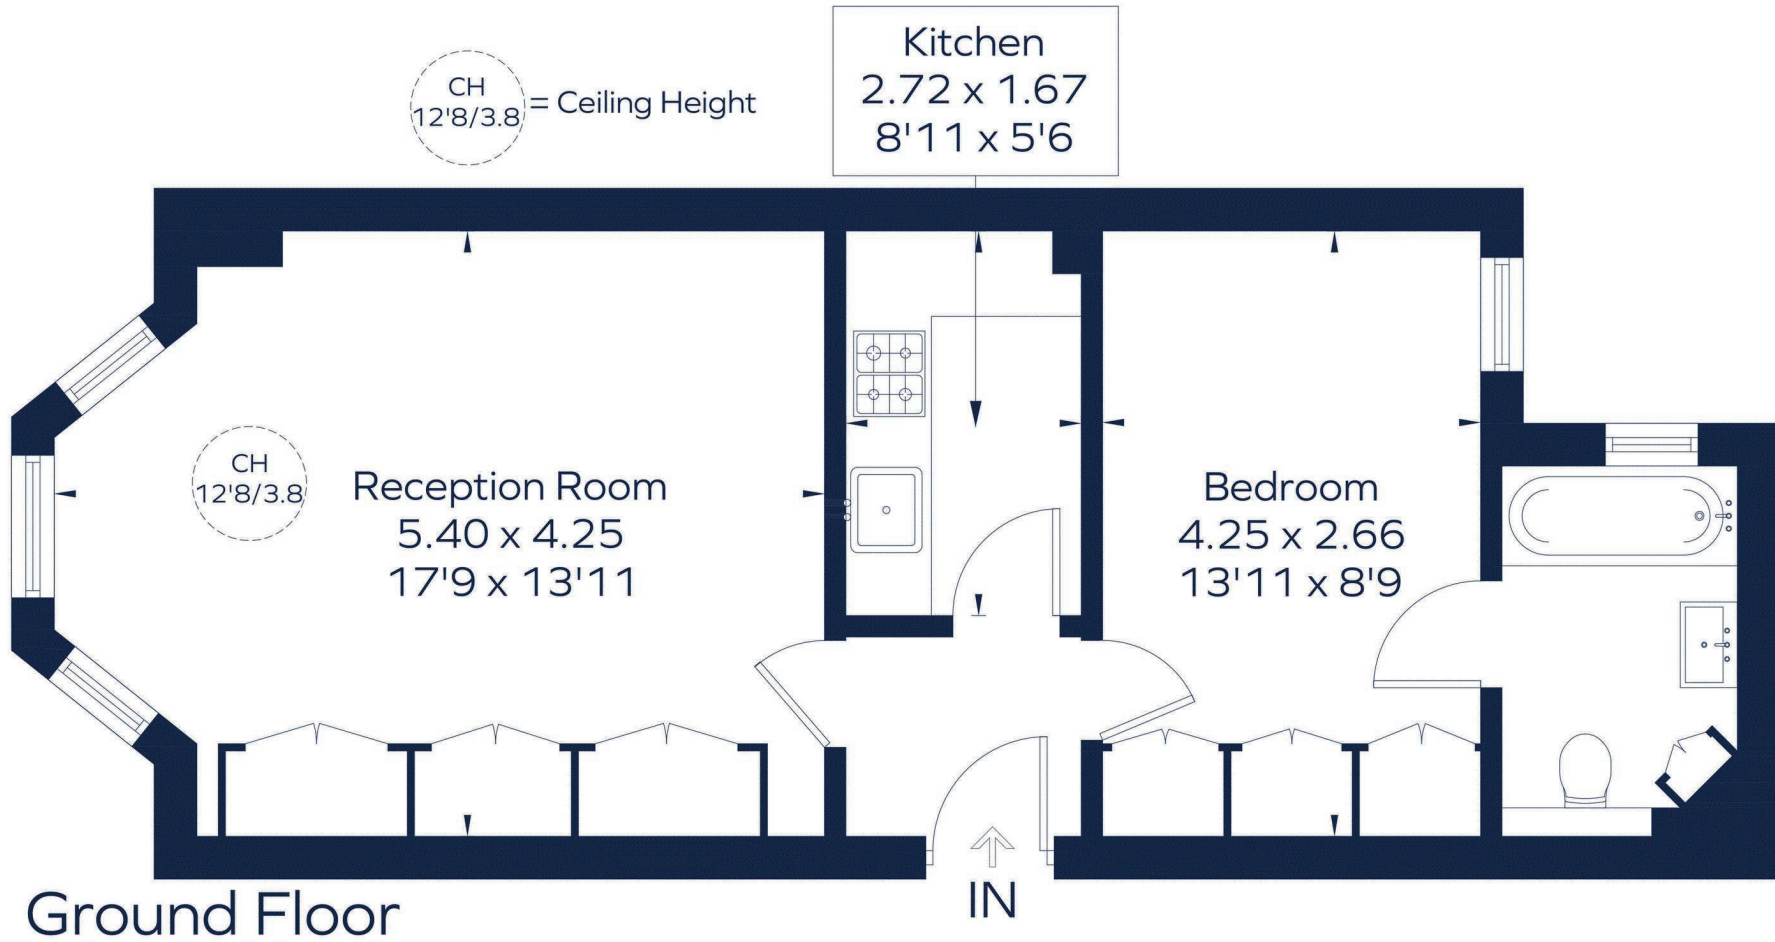 Kitchen
2.72 x 1.67
8'11 x 5'6
CH
12'8/3.8
= Ceiling Height
CH
12'8/3.8
Reception Room
5.40 x 4.25
17'9 x 13'11
Bedroom
4.25 x 2.66
13'11 x 8'9
IN
Ground Floor